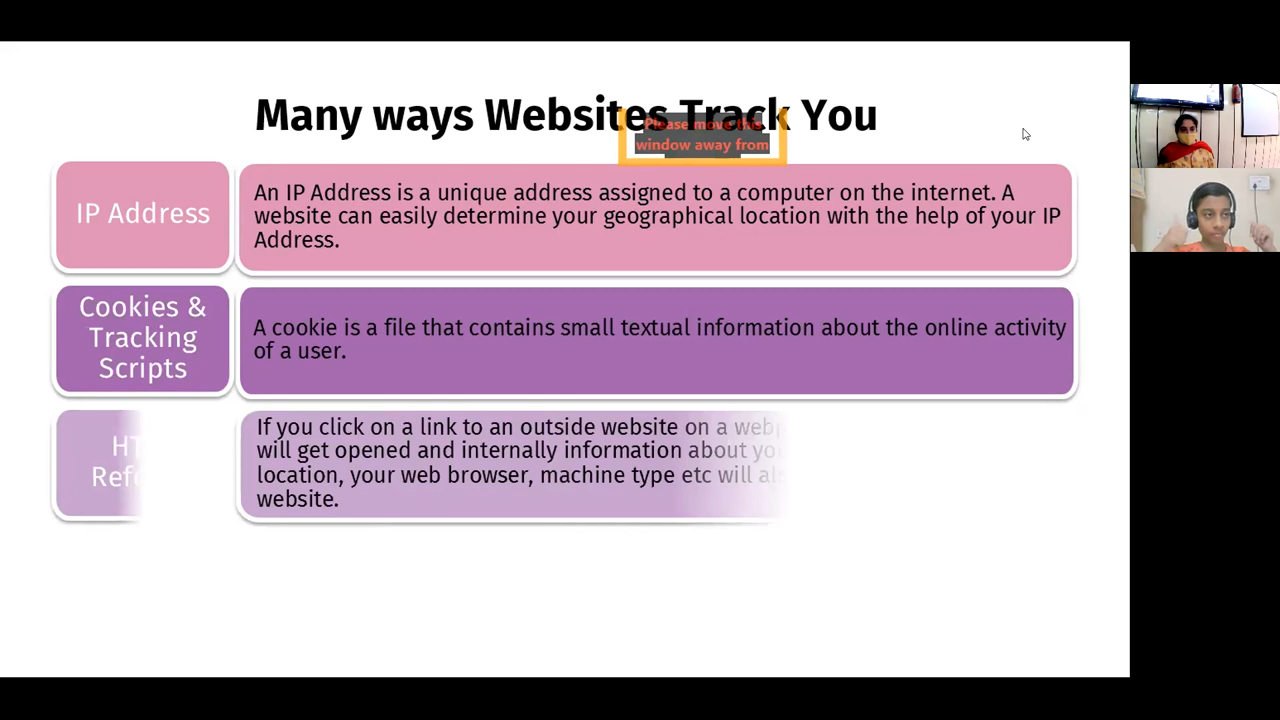 Many ways Websites Track You
Please move this
window away from
IP Address
An IP Address is a unique address assigned to a computer on the internet. A
website can easily determine your geographical location with the help of your IP
Address.
Cookies &
Tracking
Scripts
A cookie is a file that contains small textual information about the online activity
of a user.
If you click on a link to an outside website on a
will get opened and internally information about
location, your web browser, machine type etc will
website.